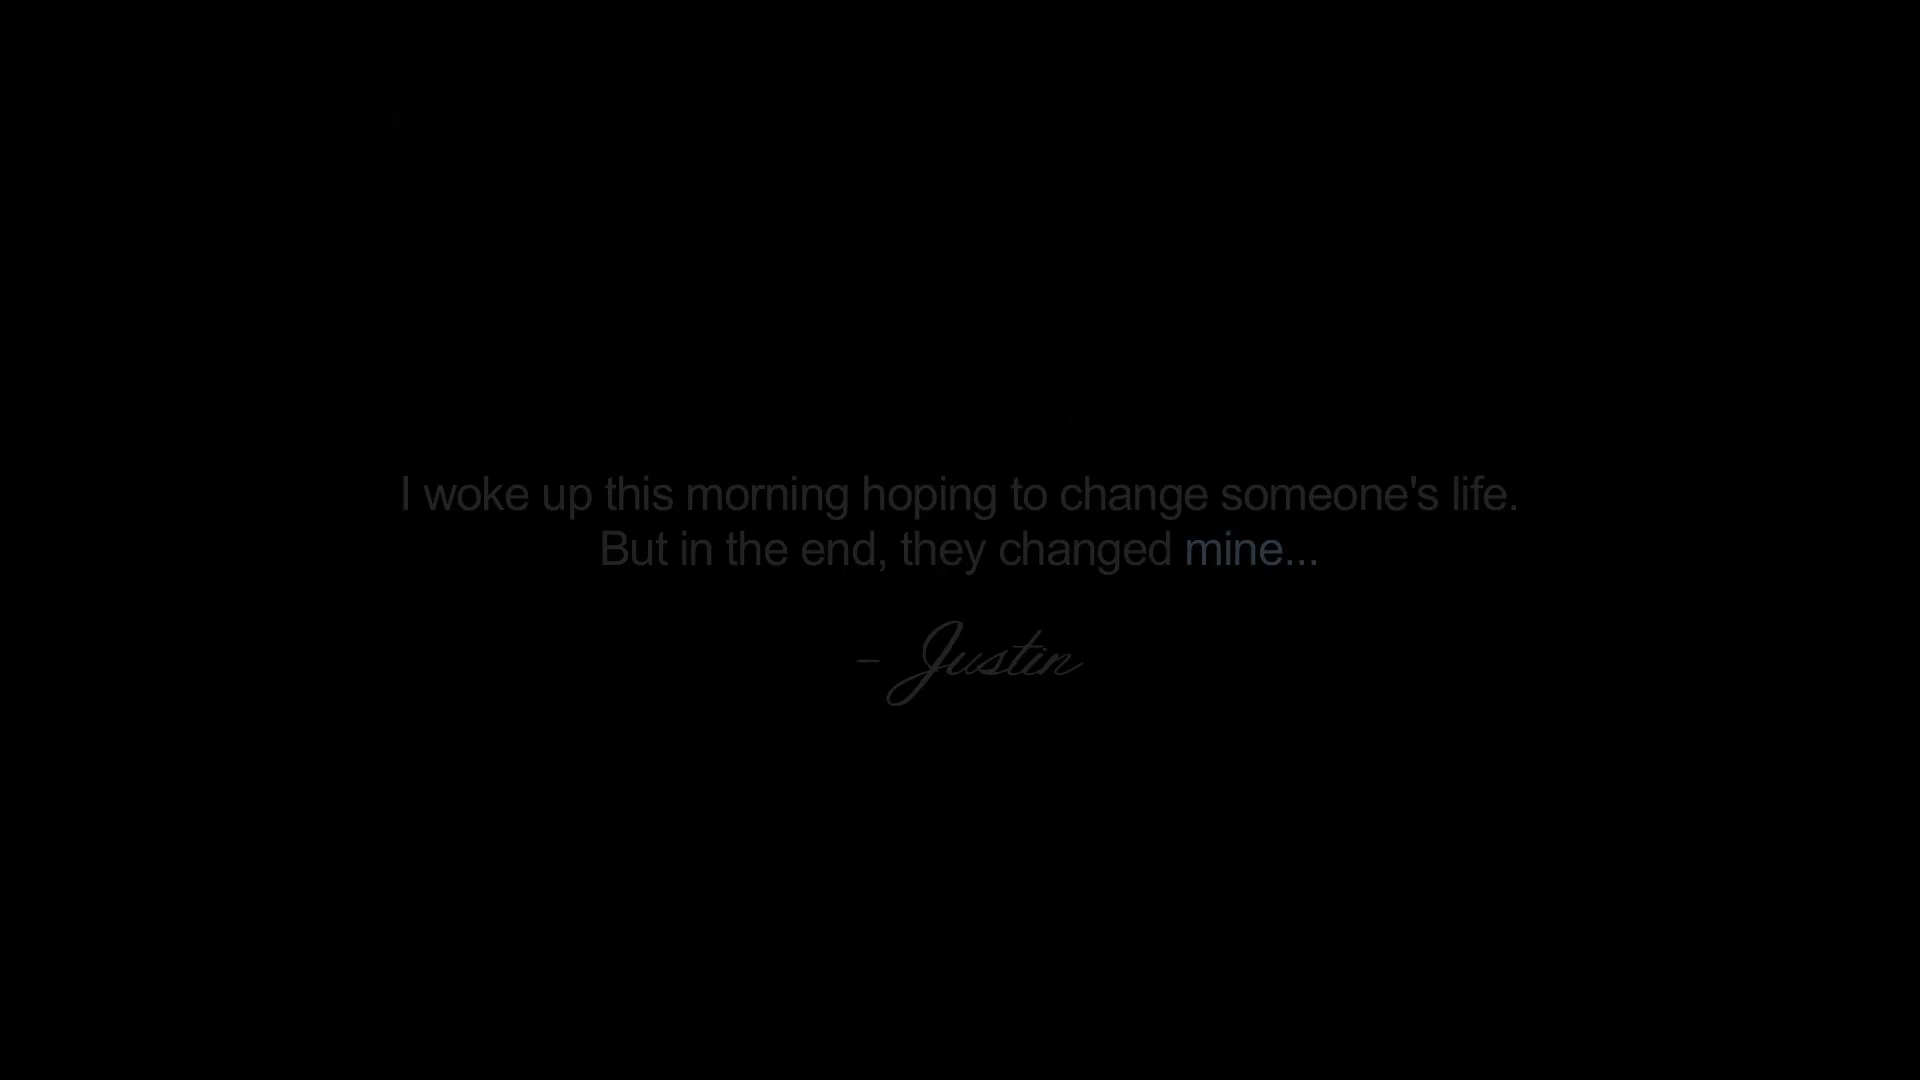 I woke up this morning hoping to change someone's life.
But in the end, they changed mine...
- Justin